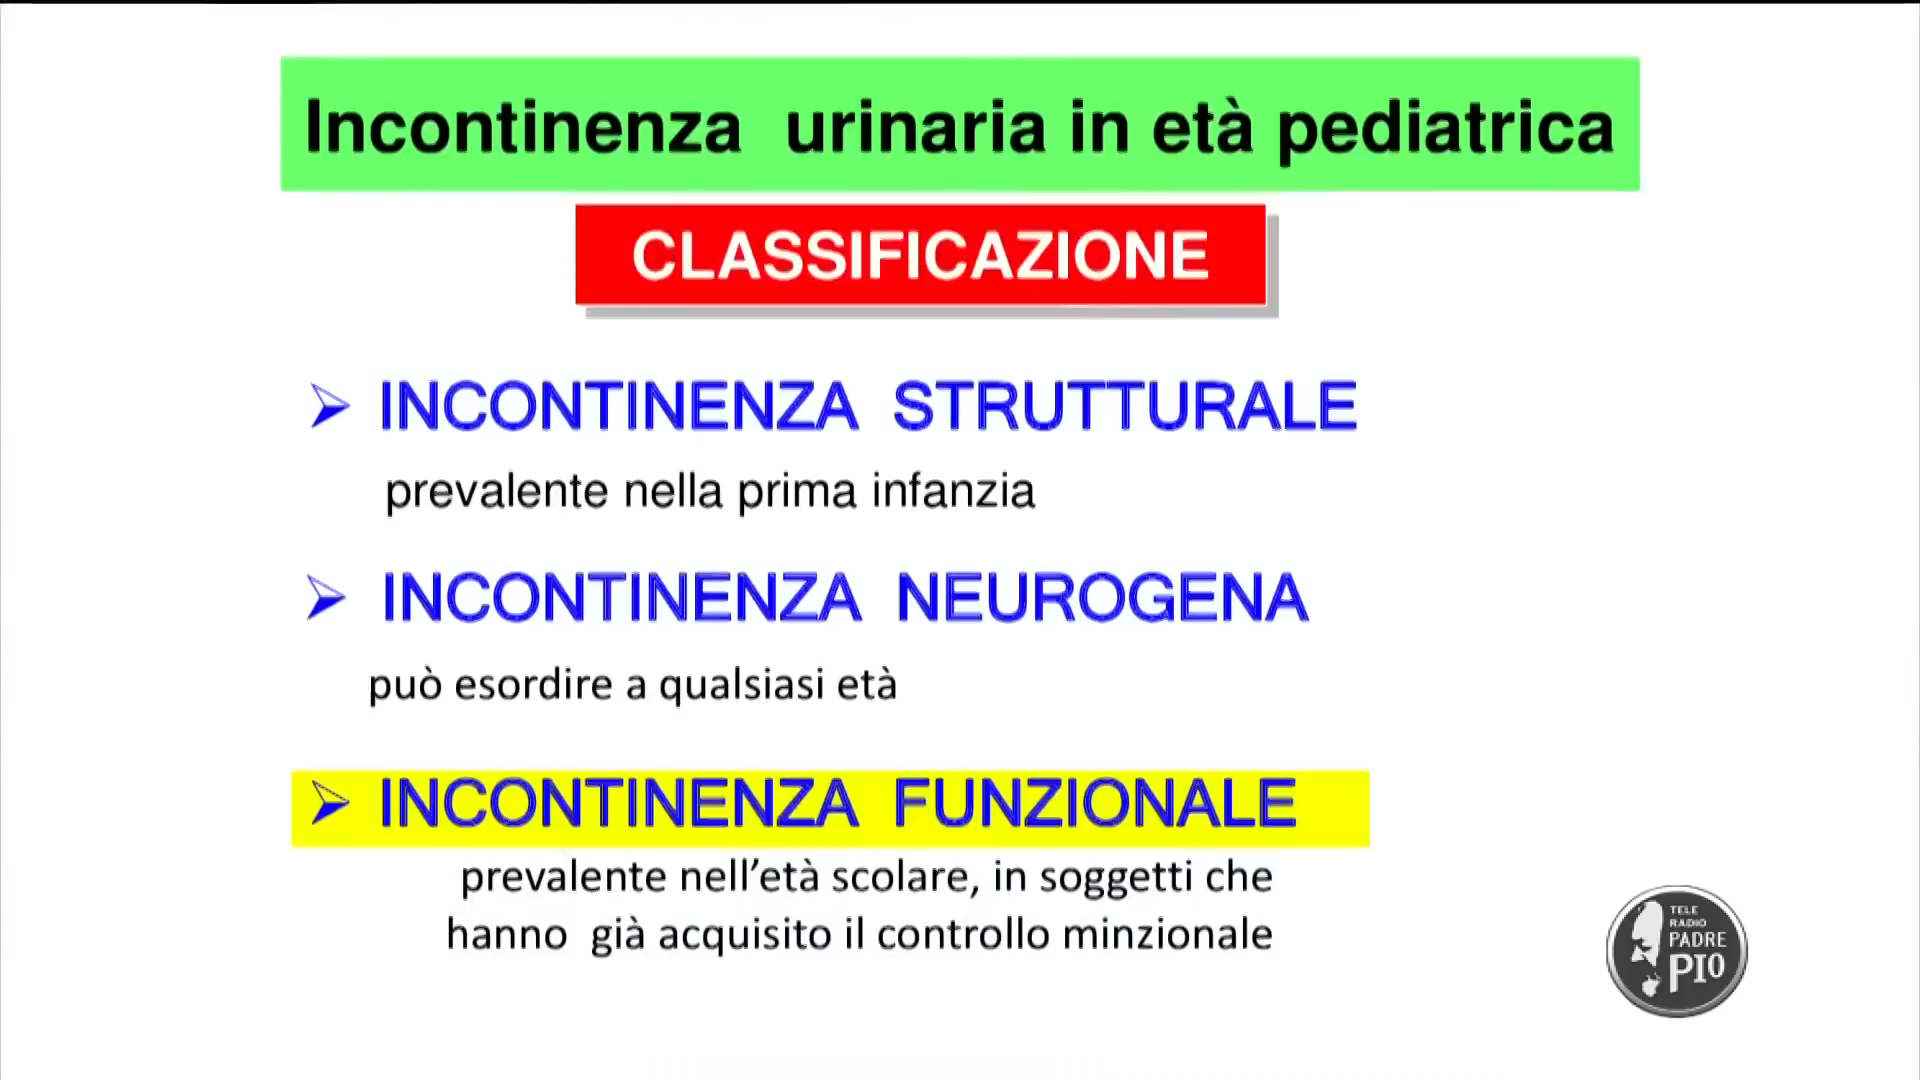 Incontinenza urinaria in età pediatrica
CLASSIFICAZIONE
➢ INCONTINENZA STRUTTURALE
prevalente nella prima infanzia
➢ INCONTINENZA NEUROGENA
può esordire a qualsiasi età
➢ INCONTINENZA FUNZIONALE
prevalente nell’età scolare, in soggetti che
hanno già acquisito il controllo minzionale
TELE
RADIO
PADRE
PIO